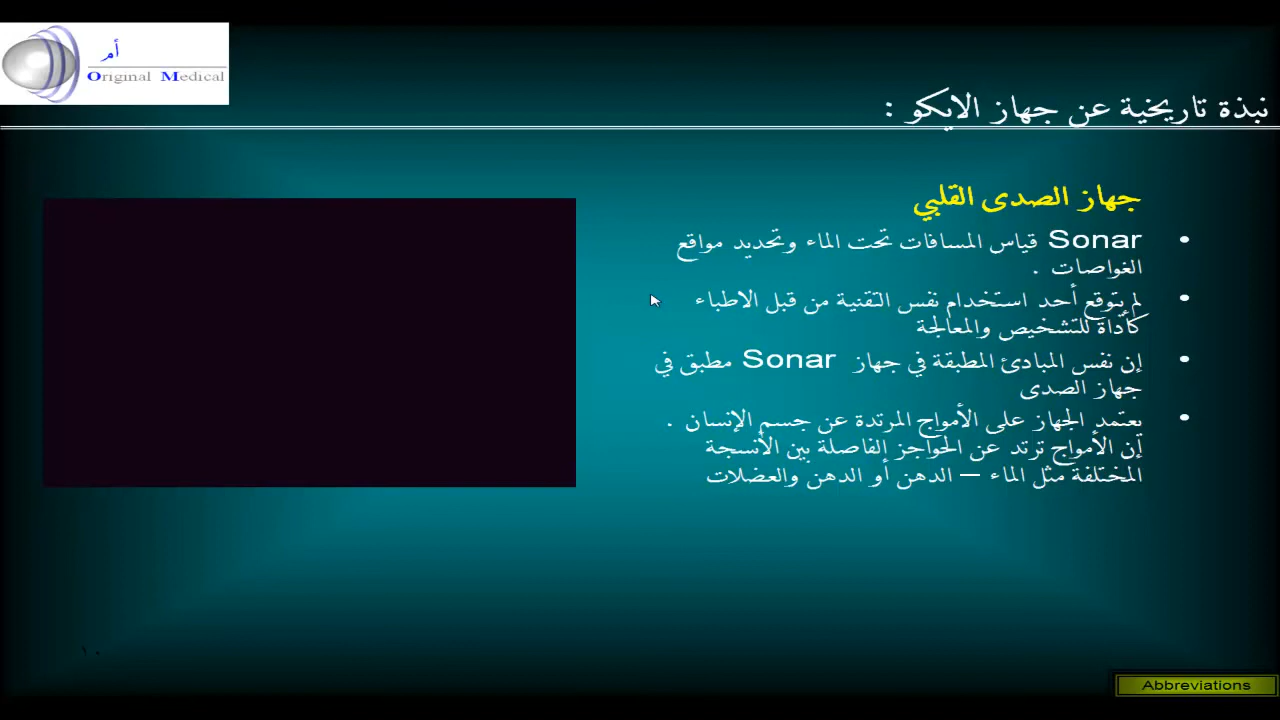 أم
Original Medical
نبذة تاريخية عن جهاز الايكو :
جهاز الصدى القلبي
• Sonar قياس المسافات تحت الماء وتحديد مواقع
الغواصات .
• لم يتوقع أحد استخدام نفس التقنية من قبل الاطباء
كأداة للتشخيص والمعالجة
• إن نفس المبادئ المطبقة في جهاز Sonar مطبق في
جهاز الصدى
• يعتمد الجهاز على الأمواج المرتدة عن جسم الإنسان .
إن الأمواج ترتد عن الحواجز الفاصلة بين الأنسجة
المختلفة مثل الماء – الدهن أو الدهن والعضلات
١٠
Abbreviations